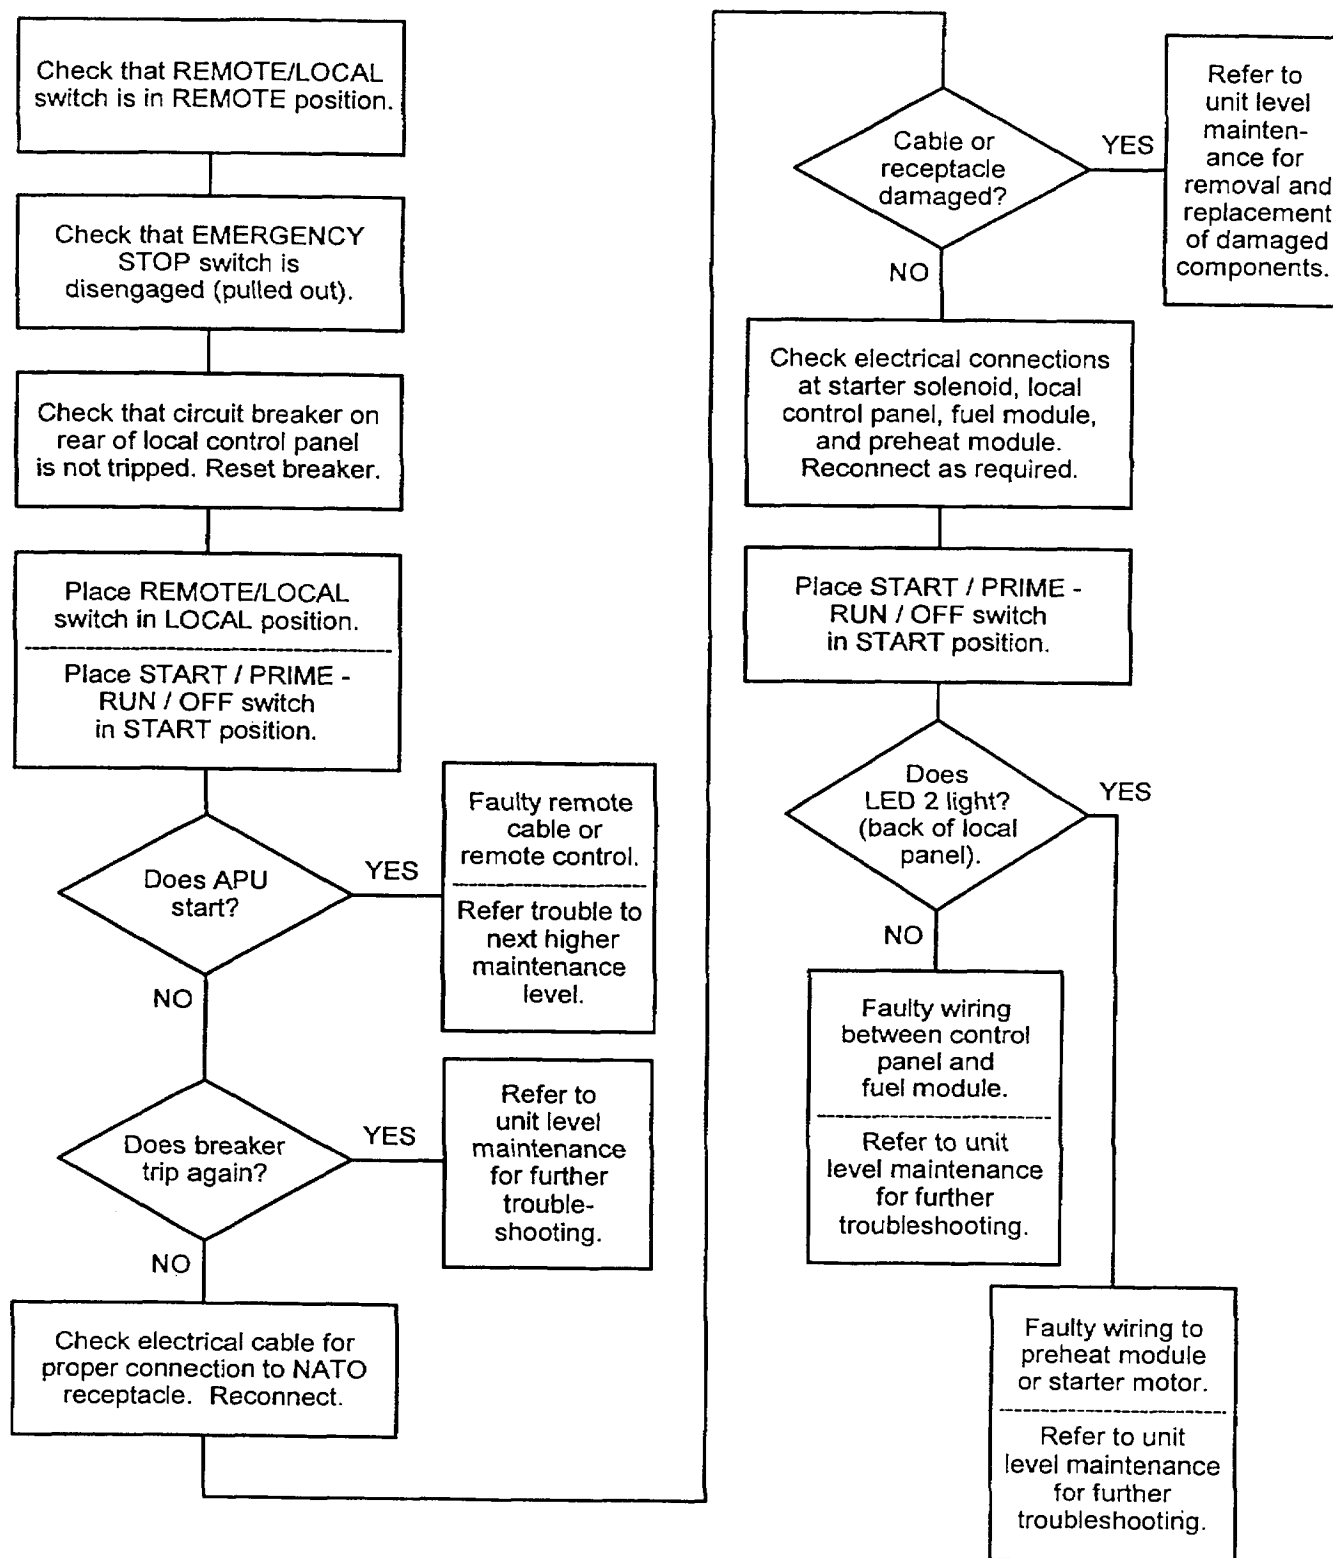 Check that REMOTE/LOCAL
switch is in REMOTE position.
Check that EMERGENCY
STOP switch is
disengaged (pulled out).
Check that circuit breaker on
rear of local control panel
is not tripped. Reset breaker.
Place REMOTE/LOCAL
switch in LOCAL position.
Place START / PRIME -
RUN / OFF switch
in START position.
Does APU
start?
YES
Faulty remote
cable or
remote control.
Refer trouble to
next higher
maintenance
level.
NO
Does breaker
trip again?
YES
Refer to
unit level
maintenance
for further
trouble-
shooting.
NO
Check electrical cable for
proper connection to NATO
receptacle. Reconnect.
Cable or
receptacle
damaged?
YES
Refer to
unit level
mainten-
ance for
removal and
replacement
of damaged
components.
NO
Check electrical connections
at starter solenoid, local
control panel, fuel module,
and preheat module.
Reconnect as required.
Place START / PRIME -
RUN / OFF switch
in START position.
Does
LED 2 light?
(back of local
panel).
YES
NO
Faulty wiring
between control
panel and
fuel module.
Refer to unit
level maintenance
for further
troubleshooting.
Faulty wiring to
preheat module
or starter motor.
Refer to unit
level maintenance
for further
troubleshooting.